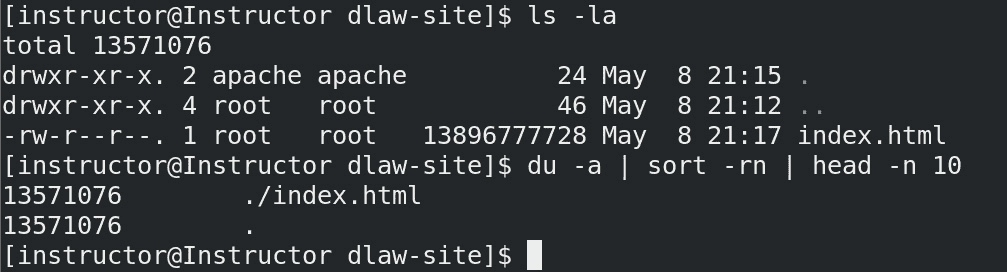 [instructor@Instructor dlaw-site]$ ls -la
total 13571076
drwxr-xr-x. 2 apache apache          24 May  8 21:15 .
drwxr-xr-x. 4 root   root            46 May  8 21:12 ..
-rw-r--r--. 1 root   root   13896777728 May  8 21:17 index.html
[instructor@Instructor dlaw-site]$ du -a | sort -rn | head -n 10
13571076        ./index.html
13571076        .
[instructor@Instructor dlaw-site]$